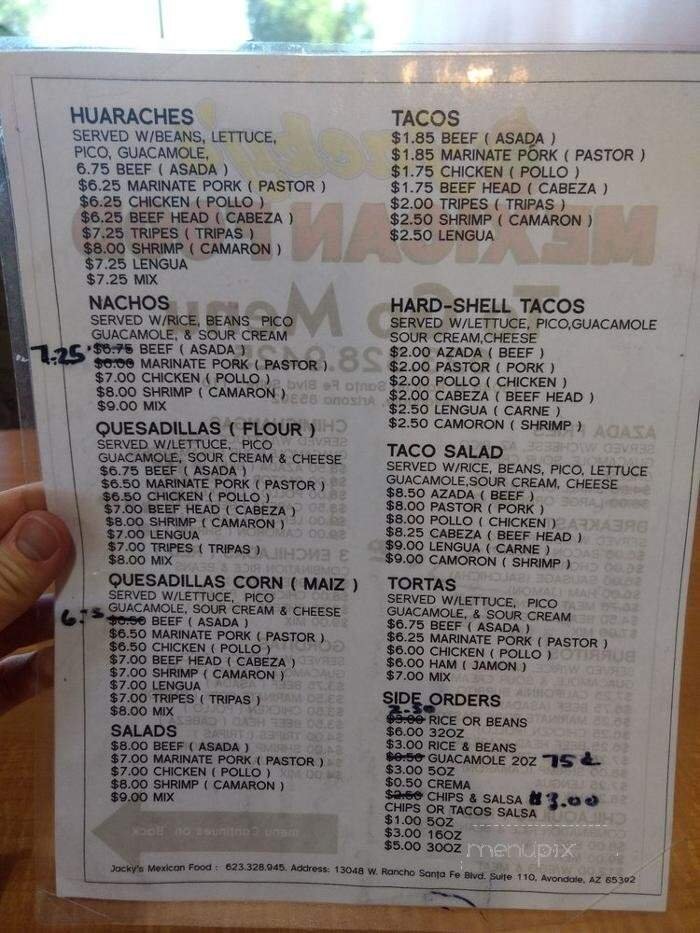 HUARACHES
SERVED W/BEANS, LETTUCE,
PICO, GUACAMOLE,
6.75 BEEF ( ASADA )
$6.25 MARINATE PORK ( PASTOR )
$6.25 CHICKEN ( POLLO )
$6.25 BEEF HEAD ( CABEZA )
$7.25 TRIPES ( TRIPAS )
$8.00 SHRIMP ( CAMARON )
$7.25 LENGUA
$7.25 MIX
NACHOS
SERVED W/RICE, BEANS PICO
GUACAMOLE, & SOUR CREAM
7.25 $6.75 BEEF ( ASADA )
$6.00 MARINATE PORK ( PASTOR )
$7.00 CHICKEN ( POLLO )
$8.00 SHRIMP ( CAMARON )
$9.00 MIX
QUESADILLAS ( FLOUR )
SERVED W/LETTUCE, PICO
GUACAMOLE, SOUR CREAM & CHEESE
$6.75 BEEF ( ASADA )
$6.50 MARINATE PORK ( PASTOR )
$6.50 CHICKEN ( POLLO )
$7.00 BEEF HEAD ( CABEZA )
$8.00 SHRIMP ( CAMARON )
$7.00 LENGUA
$7.00 TRIPES ( TRIPAS )
$8.00 MIX
QUESADILLAS CORN ( MAIZ )
SERVED W/LETTUCE, PICO
GUACAMOLE, SOUR CREAM & CHEESE
$6.50 BEEF ( ASADA )
$6.50 MARINATE PORK ( PASTOR )
$6.50 CHICKEN ( POLLO )
$7.00 BEEF HEAD ( CABEZA )
$7.00 SHRIMP ( CAMARON )
$7.00 LENGUA
$7.00 TRIPES ( TRIPAS )
$8.00 MIX
SALADS
$8.00 BEEF ( ASADA )
$7.00 MARINATE PORK ( PASTOR )
$7.00 CHICKEN ( POLLO )
$8.00 SHRIMP ( CAMARON )
$9.00 MIX
TACOS
$1.85 BEEF ( ASADA )
$1.85 MARINATE PORK ( PASTOR )
$1.75 CHICKEN ( POLLO )
$1.75 BEEF HEAD ( CABEZA )
$2.00 TRIPES ( TRIPAS )
$2.50 SHRIMP ( CAMARON )
$2.50 LENGUA
HARD-SHELL TACOS
SERVED W/LETTUCE, PICO,GUACAMOLE
SOUR CREAM,CHEESE
$2.00 AZADA ( BEEF )
$2.00 PASTOR ( PORK )
$2.00 POLLO ( CHICKEN )
$2.00 CABEZA ( BEEF HEAD )
$2.50 LENGUA ( CARNE )
$2.50 CAMORON ( SHRIMP )
TACO SALAD
SERVED W/RICE, BEANS, PICO, LETTUCE
GUACAMOLE,SOUR CREAM, CHEESE
$8.50 AZADA ( BEEF )
$8.00 PASTOR ( PORK )
$8.00 POLLO ( CHICKEN )
$8.25 CABEZA ( BEEF HEAD )
$9.00 LENGUA ( CARNE )
$9.00 CAMORON ( SHRIMP )
TORTAS
SERVED W/LETTUCE, PICO
GUACAMOLE, & SOUR CREAM
$6.75 BEEF ( ASADA )
$6.25 MARINATE PORK ( PASTOR )
$6.00 CHICKEN ( POLLO )
$6.00 HAM ( JAMON )
$7.00 MIX
SIDE ORDERS
2.50
$3.00 RICE OR BEANS
$6.00 32OZ
$3.00 RICE & BEANS
$0.50 GUACAMOLE 2OZ 75¢
$3.00 5OZ
$0.50 CREMA
$2.50 CHIPS & SALSA $3.00
CHIPS OR TACOS SALSA
$1.00 5OZ
$3.00 16OZ
$5.00 30OZ
menupix
Jacky's Mexican Food : 623.328.945. Address: 13048 W. Rancho Santa Fe Blvd. Suite 110, Avondale, AZ 85392